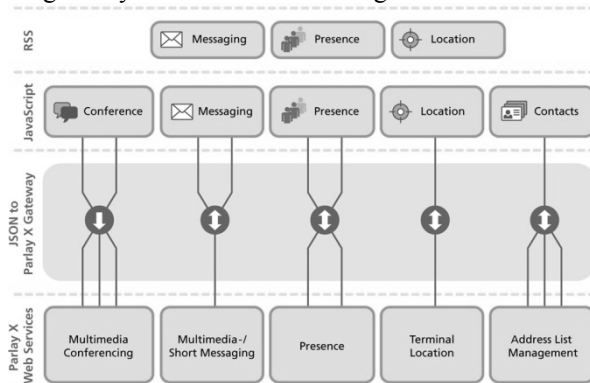 RSS
Messaging
Presence
Location
JavaScript
Conference
Messaging
Presence
Location
Contacts
JSON to
Parlay X Gateway
Parlay X
Web Services
Multimedia
Conferencing
Multimedia-/
Short Messaging
Presence
Terminal
Location
Address List
Management